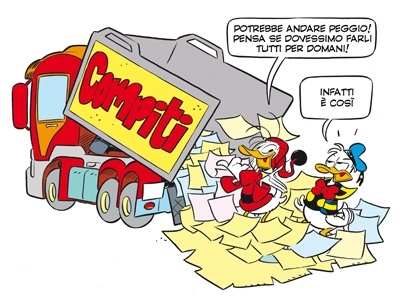 POTREBBE ANDARE PEGGIO!
PENSA SE DOVESSIMO FARLI
TUTTI PER DOMANI!
INFATTI
È COSÌ
Compiti